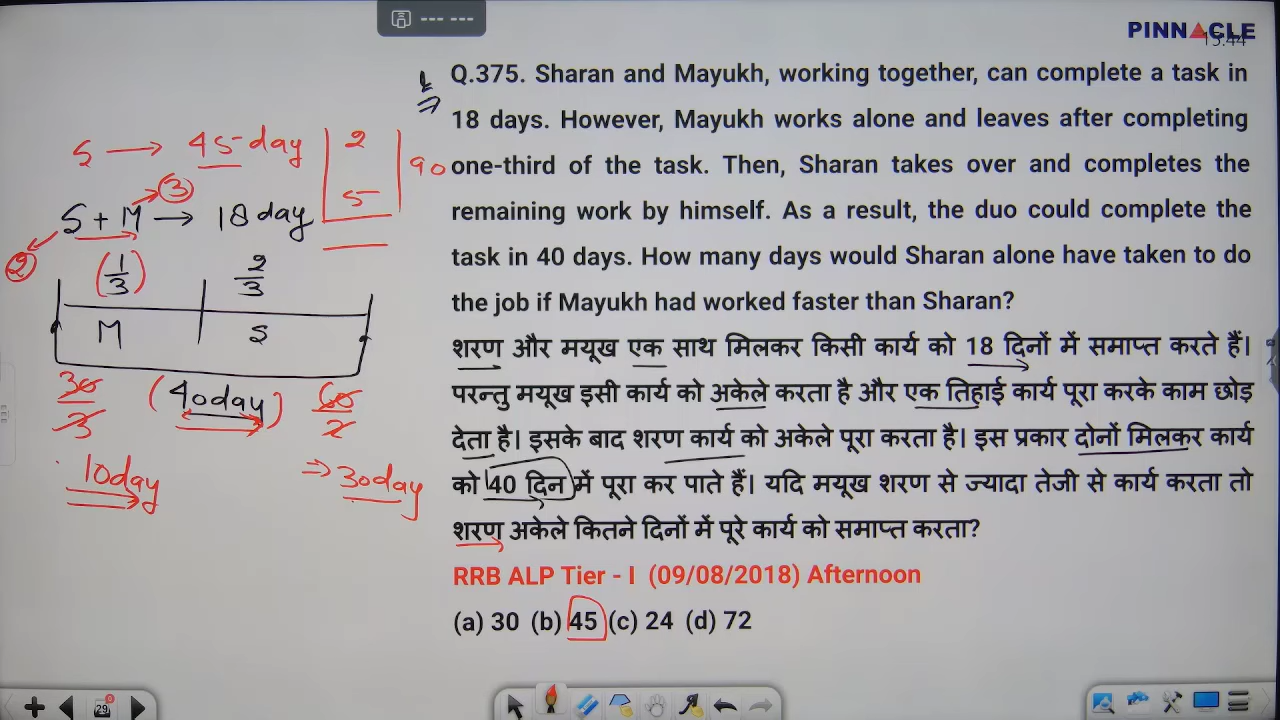 PINNACLE
15:44
Q.375. Sharan and Mayukh, working together, can complete a task in
18 days. However, Mayukh works alone and leaves after completing
one-third of the task. Then, Sharan takes over and completes the
remaining work by himself. As a result, the duo could complete the
task in 40 days. How many days would Sharan alone have taken to do
the job if Mayukh had worked faster than Sharan?
शरण और मयूख एक साथ मिलकर किसी कार्य को 18 दिनों में समाप्त करते हैं।
परन्तु मयूख इसी कार्य को अकेले करता है और एक तिहाई कार्य पूरा करके काम छोड़
देता है। इसके बाद शरण कार्य को अकेले पूरा करता है। इस प्रकार दोनों मिलकर कार्य
को 40 दिन में पूरा कर पाते हैं। यदि मयूख शरण से ज्यादा तेजी से कार्य करता तो
शरण अकेले कितने दिनों में पूरे कार्य को समाप्त करता?
RRB ALP Tier - I (09/08/2018) Afternoon
(a) 30 (b) 45 (c) 24 (d) 72
S → 45 day 2
90
5
3
S + M → 18 day
2
1/3 2/3
M S
30/3 (40day) 60/2
10day ⇒ 30day
29